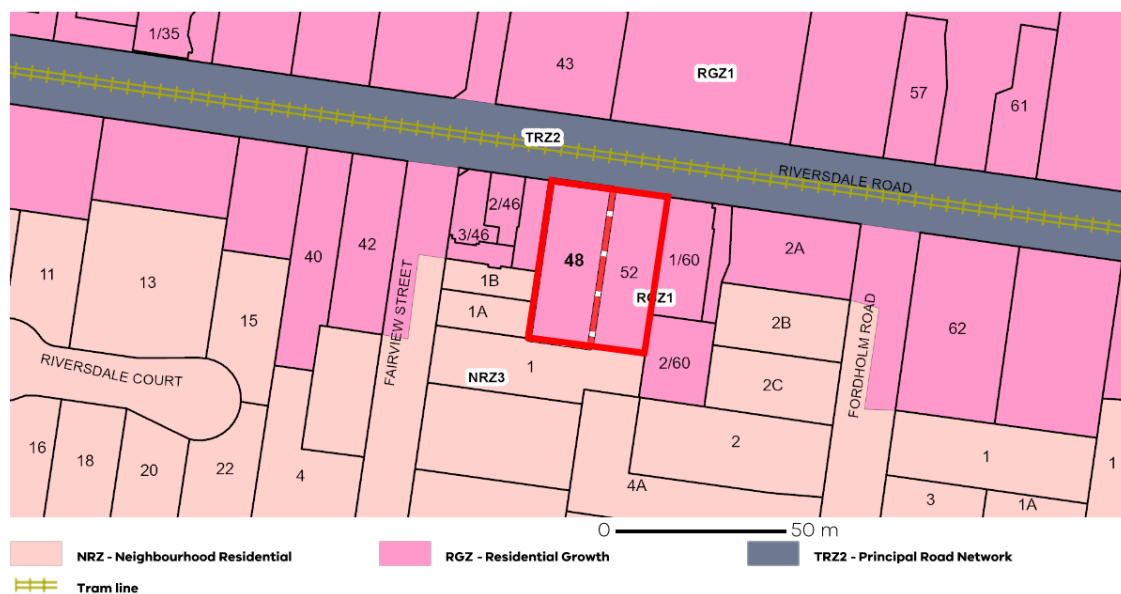 1/35
43
RGZ1
57
61
TRZ2
RIVERSDALE ROAD
2/46
3/46
40
42
48
52
1/60
2A
RGZ1
11
13
15
1B
1A
2B
62
FAIRVIEW STREET
FORDHOLM ROAD
RIVERSDALE COURT
NRZ3
1
2/60
2C
16
18
20
22
4
2
4A
1
1
3
1A
0
50 m
NRZ - Neighbourhood Residential
RGZ - Residential Growth
TRZ2 - Principal Road Network
Tram line